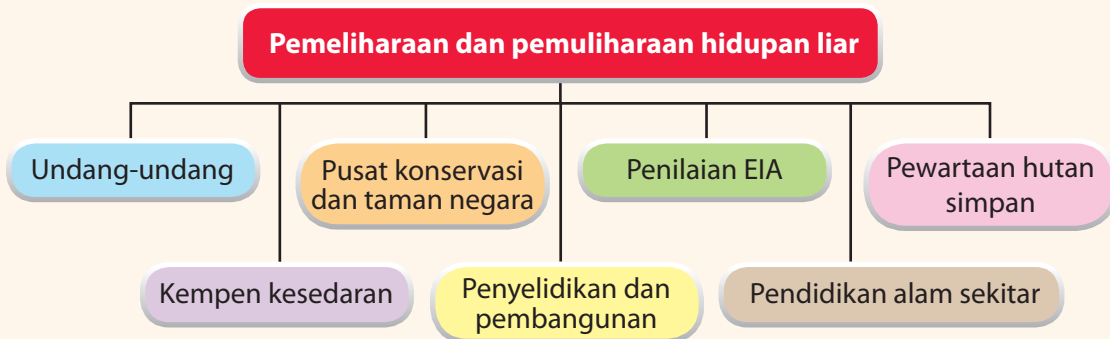 Pemeliharaan dan pemuliharaan hidupan liar
Undang-undang
Pusat konservasi
dan taman negara
Penilaian EIA
Pewartaan hutan
simpan
Kempen kesedaran
Penyelidikan dan
pembangunan
Pendidikan alam sekitar